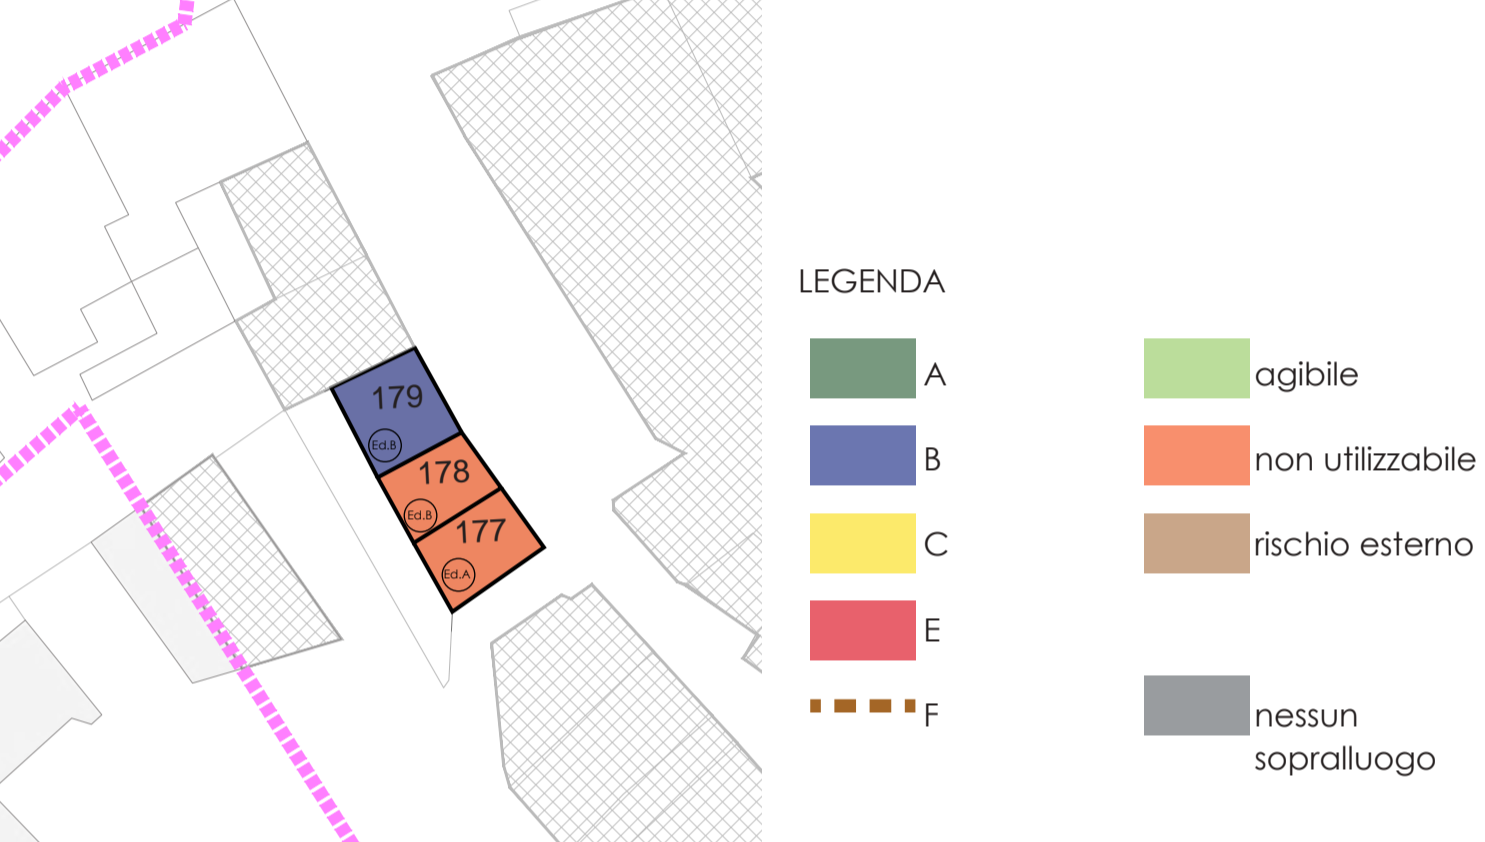 179
Ed.B
178
Ed.B
177
Ed.A
LEGENDA
A
B
C
E
F
agibile
non utilizzabile
rischio esterno
nessun
sopralluogo